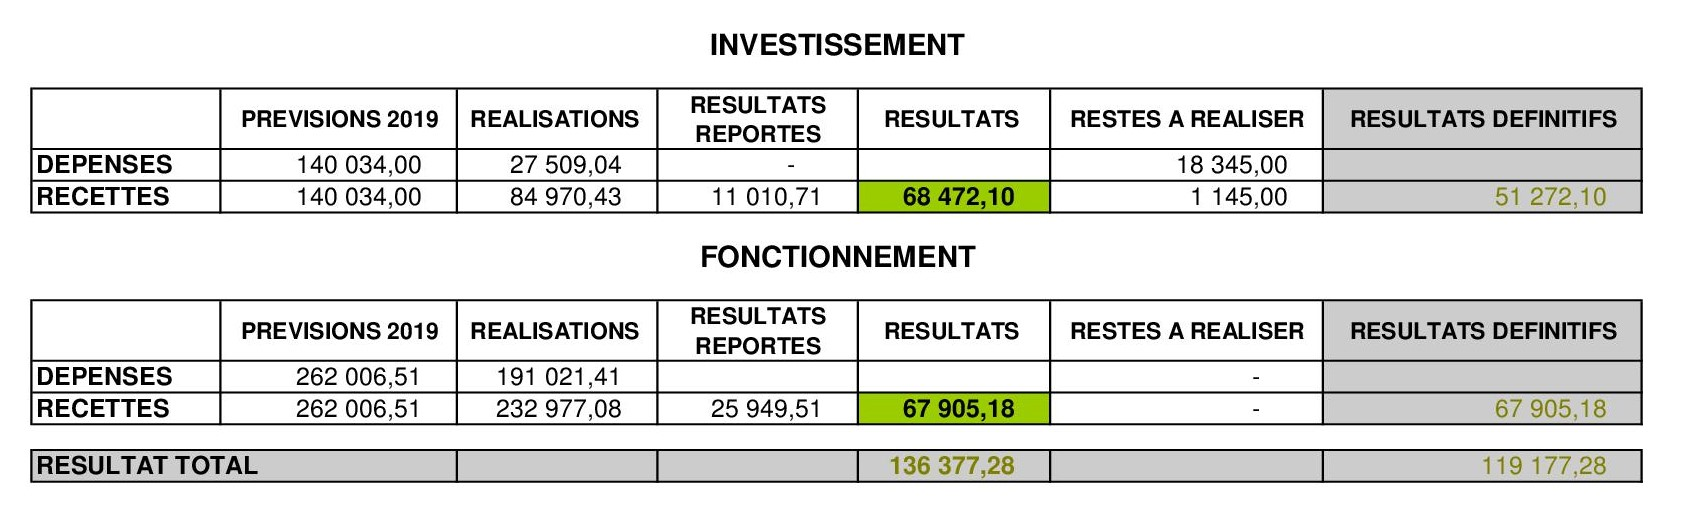 INVESTISSEMENT
PREVISIONS 2019 REALISATIONS RESULTATS REPORTES RESULTATS RESTES A REALISER RESULTATS DEFINITIFS
DEPENSES 140 034,00 27 509,04 - 18 345,00
RECETTES 140 034,00 84 970,43 11 010,71 68 472,10 1 145,00 51 272,10
FONCTIONNEMENT
PREVISIONS 2019 REALISATIONS RESULTATS REPORTES RESULTATS RESTES A REALISER RESULTATS DEFINITIFS
DEPENSES 262 006,51 191 021,41 -
RECETTES 262 006,51 232 977,08 25 949,51 67 905,18 - 67 905,18
RESULTAT TOTAL 136 377,28 119 177,28